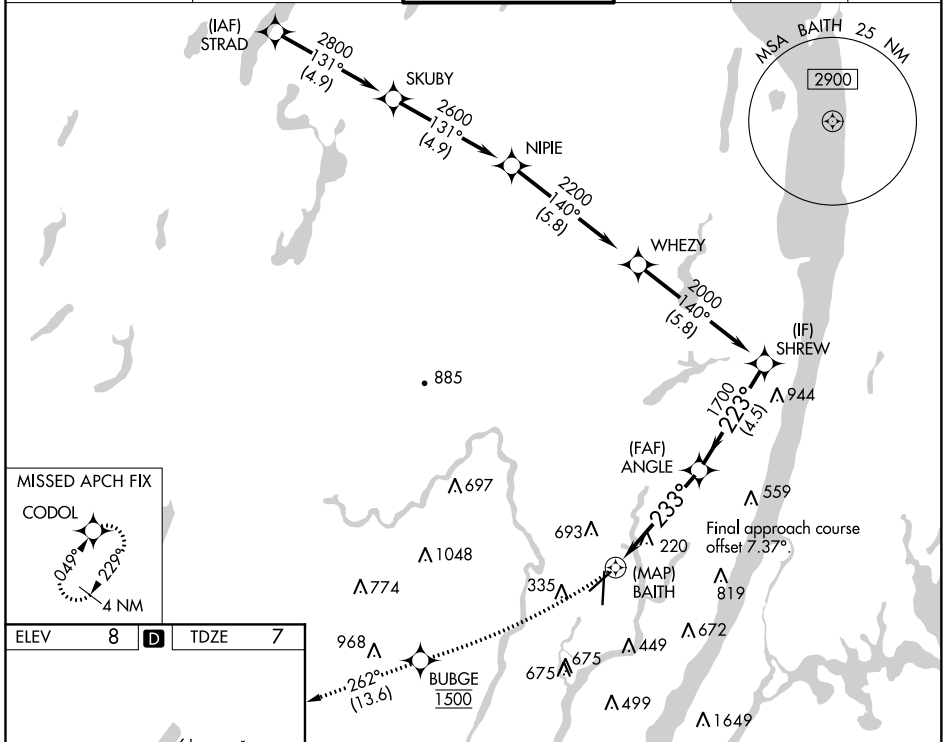 (IAF)
STRAD
2800
131°
(4.9)
SKUBY
2600
131°
(4.9)
NIPIE
2200
140°
(5.8)
WHEZY
2000
140°
(5.8)
(IF)
SHREW
MSA BAITH 25 NM
2900
944
1700
223°
(4.5)
885
(FAF)
ANGLE
233°
559
Final approach course
offset 7.37°.
697
693
220
1048
774
335
(MAP)
BAITH
819
MISSED APCH FIX
CODOL
049°
229°
4 NM
672
449
968
675
675
BUBGE
1500
262°
(13.6)
499
1649
ELEV 8 D TDZE 7